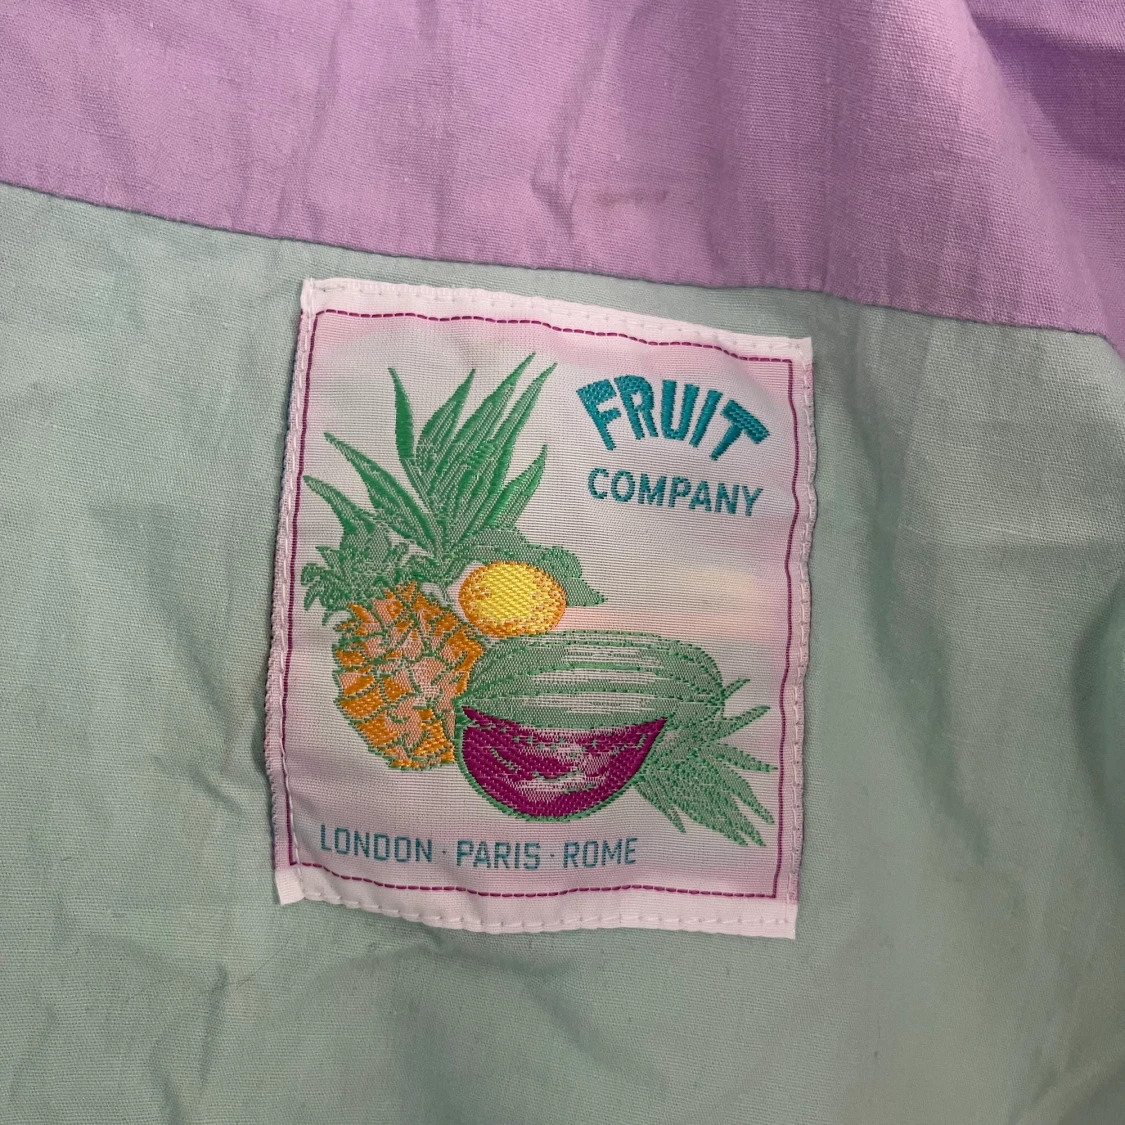 FRUIT
COMPANY
LONDON · PARIS · ROME